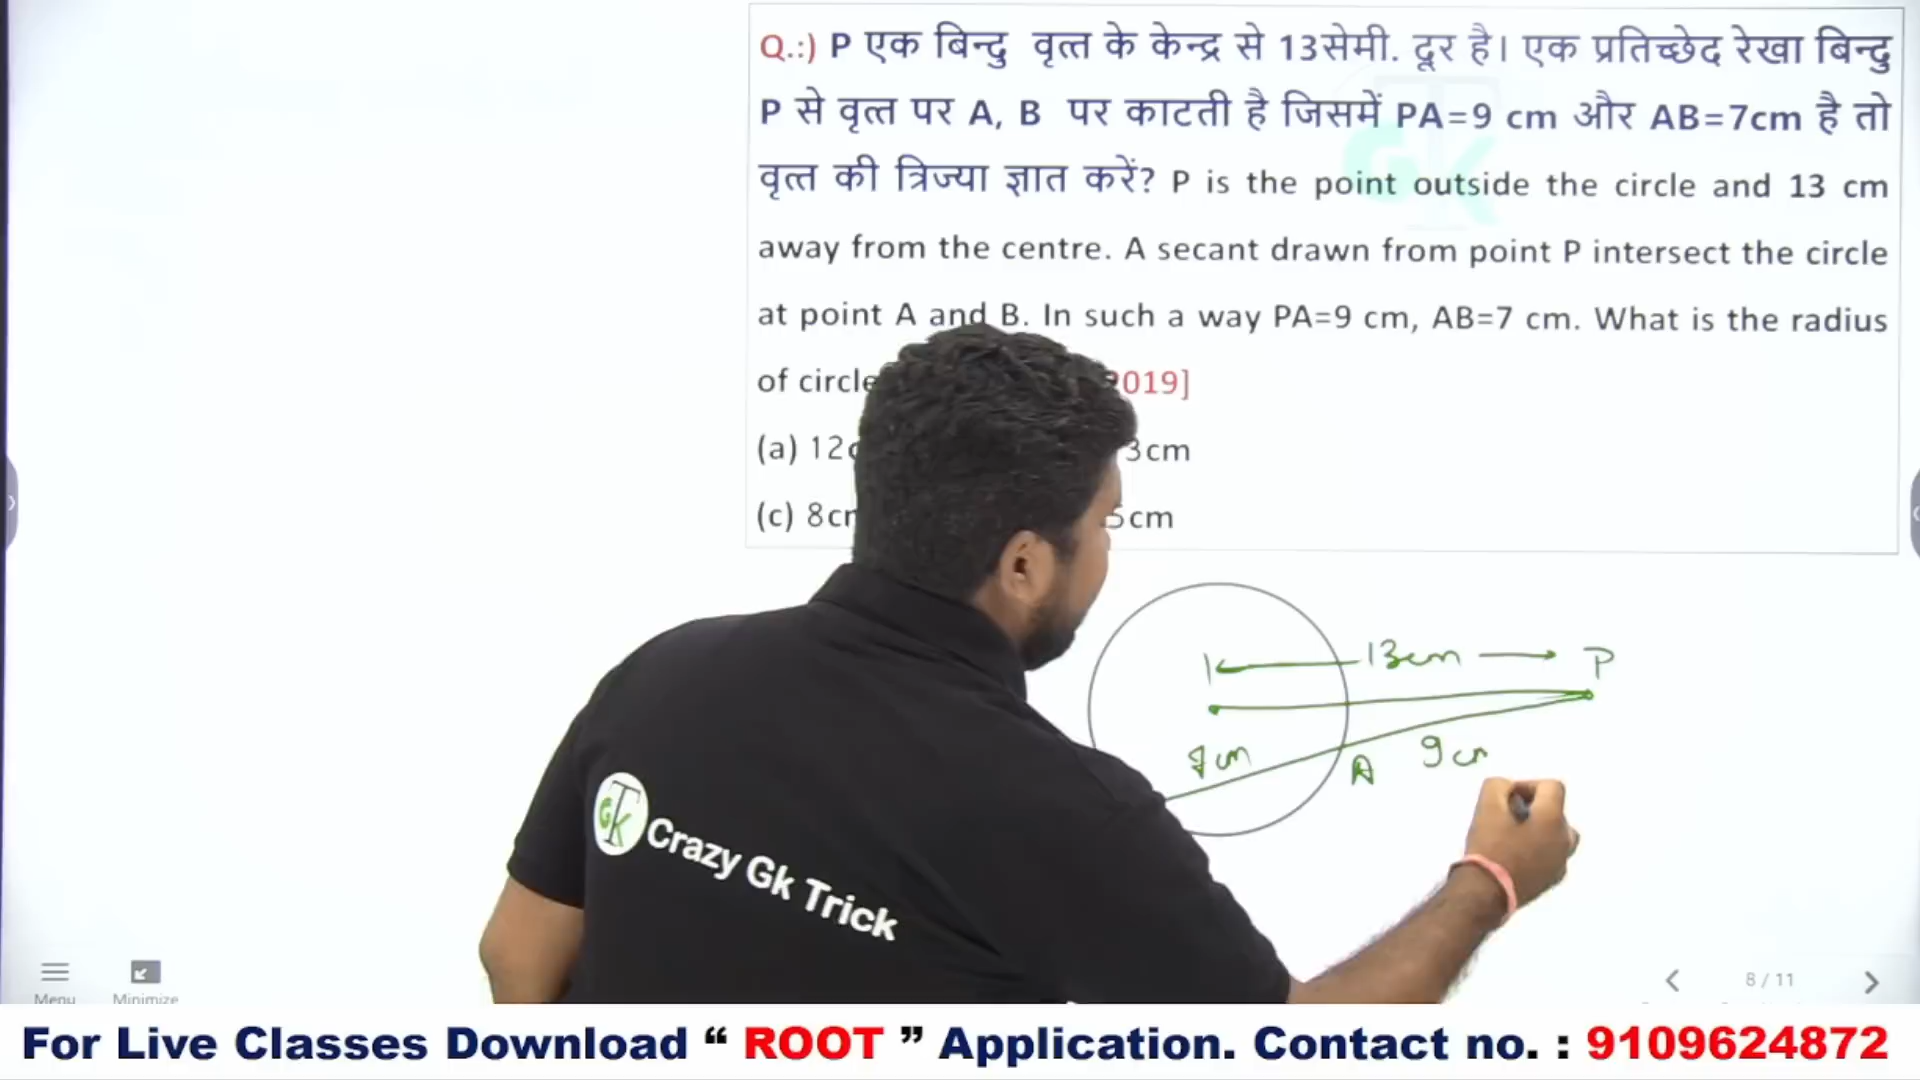 Q.:) P एक बिन्दु वृत्त के केन्द्र से 13सेमी. दूर है। एक प्रतिच्छेद रेखा बिन्दु
P से वृत्त पर A, B पर काटती है जिसमें PA=9 cm और AB=7cm है तो
वृत्त की त्रिज्या ज्ञात करें? P is the point outside the circle and 13 cm
away from the centre. A secant drawn from point P intersect the circle
at point A and B. In such a way PA=9 cm, AB=7 cm. What is the radius
of circle 2019]
(a) 12 3cm
(c) 8 5cm
13cm P
7cm A 9cm
GTK Crazy Gk Trick
Menu Minimize 8 / 11
For Live Classes Download “ ROOT ” Application. Contact no. : 9109624872